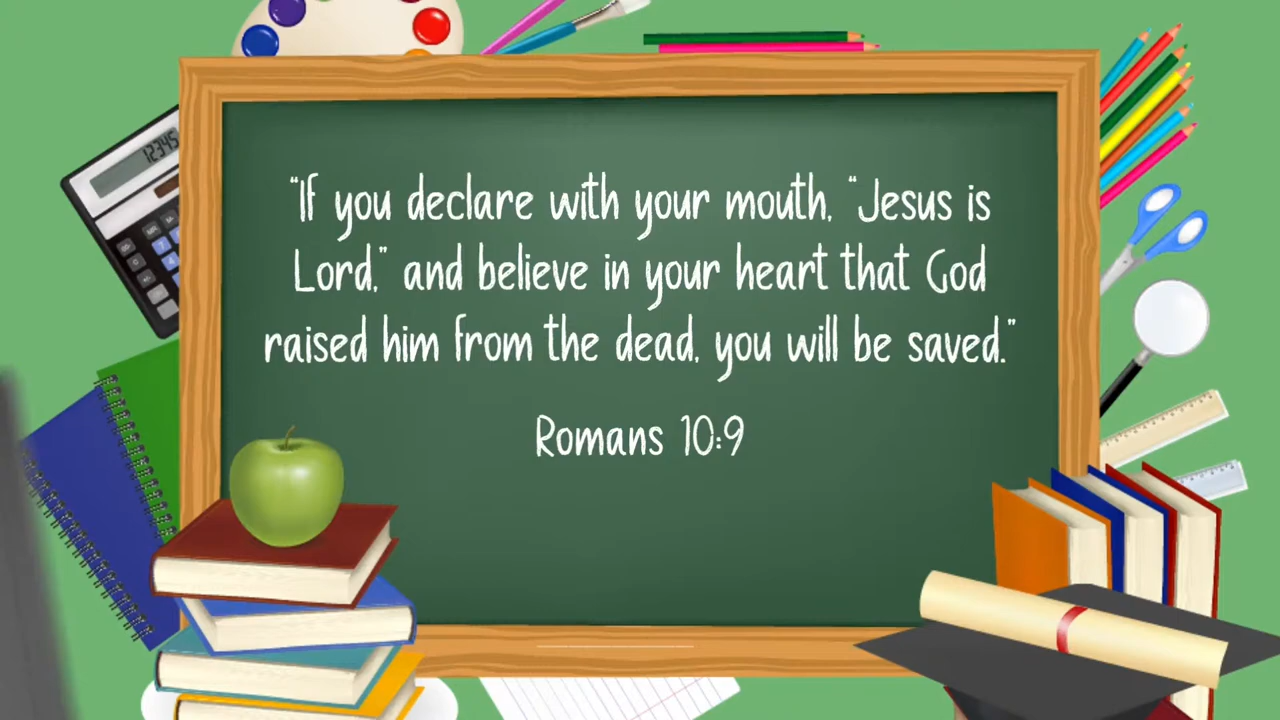 12345
“If you declare with your mouth, “Jesus is
Lord,” and believe in your heart that God
raised him from the dead, you will be saved.”
Romans 10:9